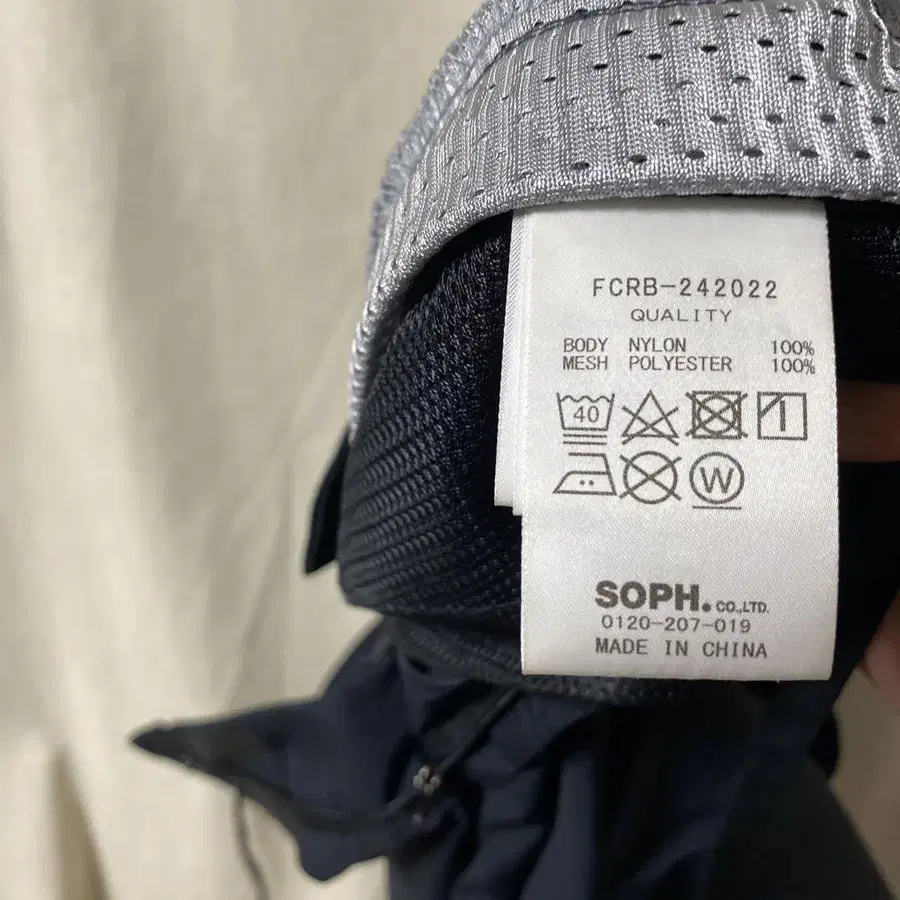 FCRB-242022
QUALITY
BODY NYLON 100%
MESH POLYESTER 100%
40
W
SOPH. CO.,LTD.
0120-207-019
MADE IN CHINA